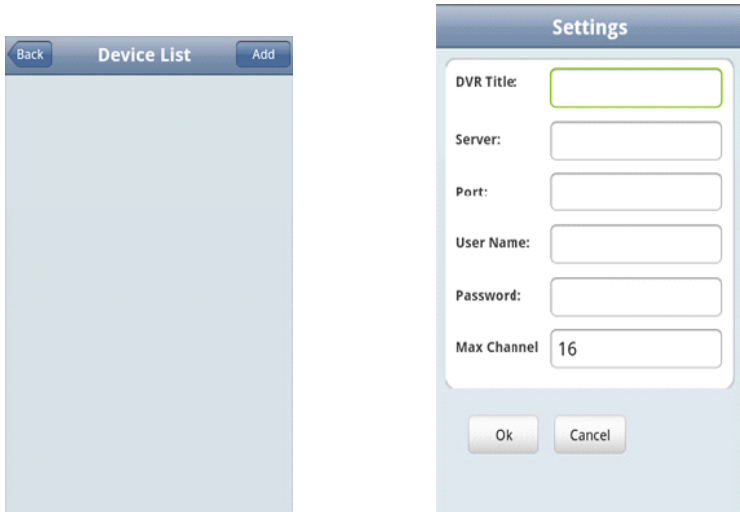 Back Device List Add
Settings
DVR Title:
Server:
Port:
User Name:
Password:
Max Channel 16
Ok Cancel